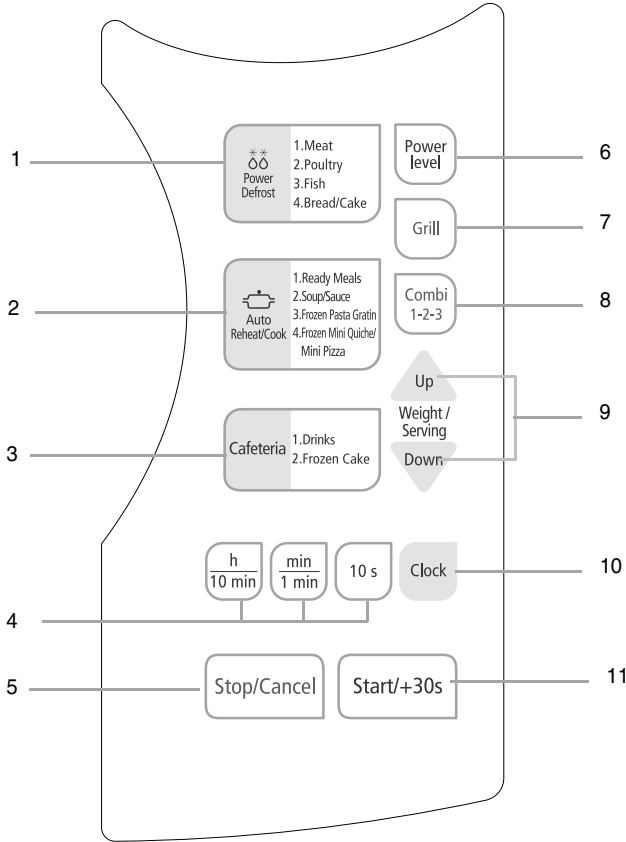 1
Power
Defrost
1.Meat
2.Poultry
3.Fish
4.Bread/Cake
Power
level
6
Grill
7
2
Auto
Reheat/Cook
1.Ready Meals
2.Soup/Sauce
3.Frozen Pasta Gratin
4.Frozen Mini Quiche/
Mini Pizza
Combi
1-2-3
8
Up
Weight /
Serving
Down
9
3
Cafeteria
1.Drinks
2.Frozen Cake
h
10 min
min
1 min
10 s
Clock
10
4
5
Stop/Cancel
Start/+30s
11